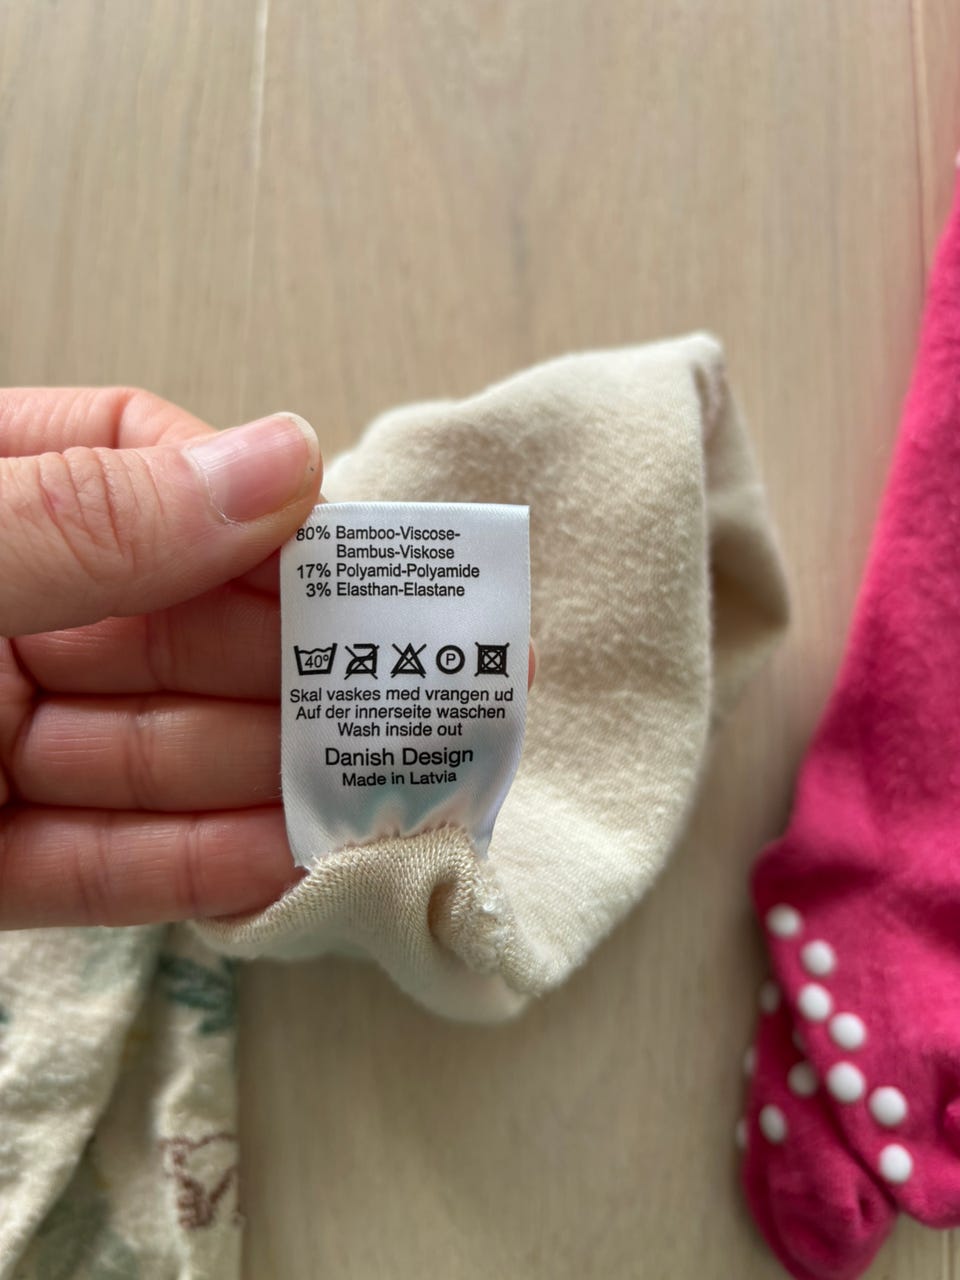 80% Bamboo-Viscose-
Bambus-Viskose
17% Polyamid-Polyamide
3% Elasthan-Elastane
40° P
Skal vaskes med vrangen ud
Auf der innerseite waschen
Wash inside out
Danish Design
Made in Latvia